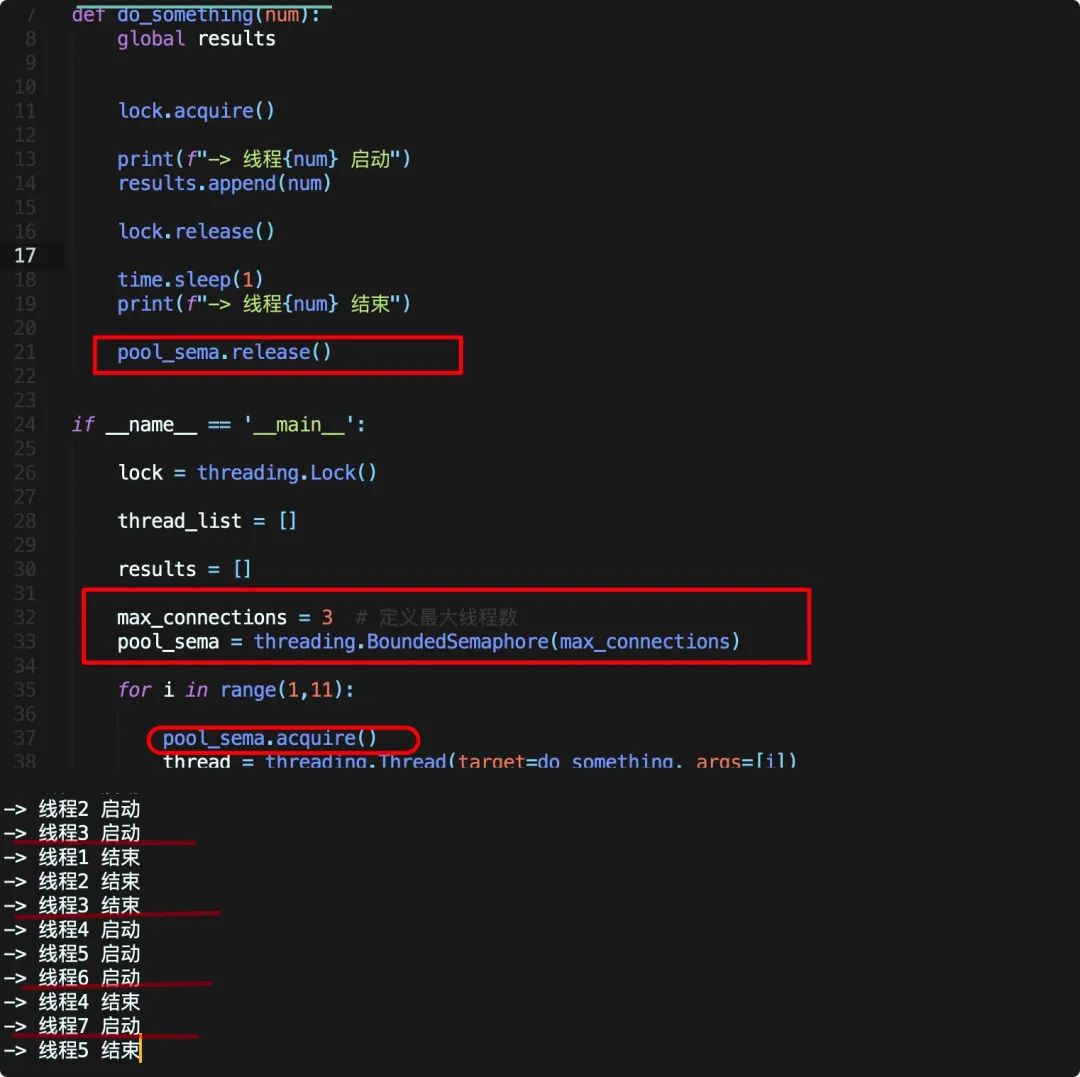 7 def do_something(num):
8 global results
9
10
11 lock.acquire()
12
13 print(f"-> 线程{num} 启动")
14 results.append(num)
15
16 lock.release()
17
18 time.sleep(1)
19 print(f"-> 线程{num} 结束")
20
21 pool_sema.release()
22
23
24 if __name__ == '__main__':
25
26 lock = threading.Lock()
27
28 thread_list = []
29
30 results = []
31
32 max_connections = 3 # 定义最大线程数
33 pool_sema = threading.BoundedSemaphore(max_connections)
34
35 for i in range(1,11):
36
37 pool_sema.acquire()
38 thread = threading.Thread(target=do_something, args=[i])
-> 线程2 启动
-> 线程3 启动
-> 线程1 结束
-> 线程2 结束
-> 线程3 结束
-> 线程4 启动
-> 线程5 启动
-> 线程6 启动
-> 线程4 结束
-> 线程7 启动
-> 线程5 结束